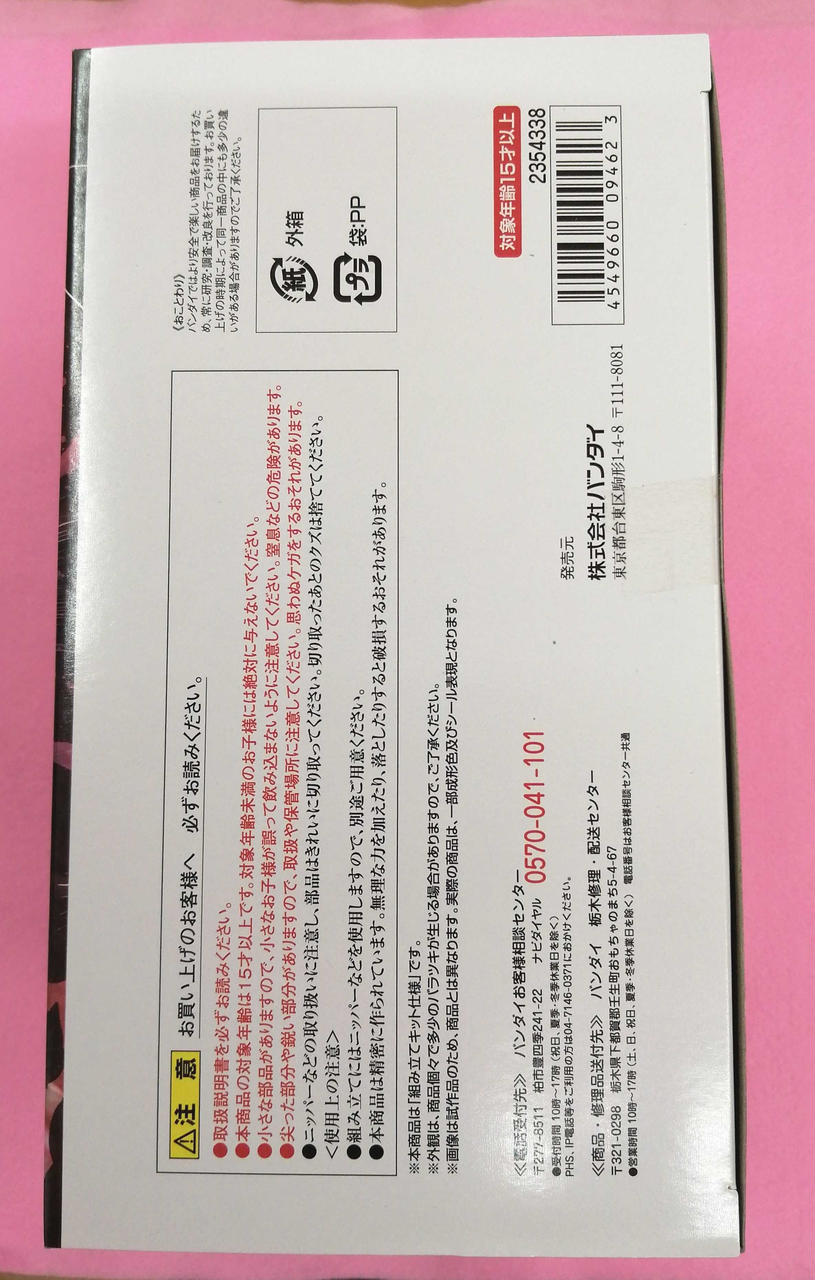 ⚠注意 お買い上げのお客様へ 必ずお読みください。
●取扱説明書を必ずお読みください。
●本商品の対象年齢は15才以上です。対象年齢未満のお子様には絶対に与えないでください。
●小さな部品がありますので、小さなお子様が誤って飲み込まないように注意してください。窒息などの危険があります。
●尖った部分や鋭い部分がありますので、取扱や保管場所に注意してください。思わぬケガをするおそれがあります。
●ニッパーなどの取り扱いに注意し、部品はきれいに切り取ってください。切り取ったあとのクズは捨ててください。
＜使用上の注意＞
●組み立てにはニッパーなどを使用しますので、別途ご用意ください。
●本商品は精密に作られています。無理な力を加えたり、落としたりすると破損するおそれがあります。
※本商品は「組み立てキット仕様」です。
※外観は、商品個々で多少のバラツキが生じる場合がありますので、ご了承ください。
※画像は試作品のため、商品とは異なります。実際の商品は、一部成形色及びシール表現となります。
≪電話受付先≫ バンダイお客様相談センター
〒277-8511 柏市豊四季241-22 ナビダイヤル 0570-041-101
●受付時間 10時〜17時（祝日、夏季・冬季休業日を除く）
PHS、IP電話等をご利用の方は04-7146-0371におかけください。
≪商品・修理品送付先≫ バンダイ 栃木修理・配送センター
〒321-0298 栃木県下都賀郡壬生町おもちゃのまち5-4-67
●営業時間 10時〜17時（土、日、祝日、夏季・冬季休業日を除く） 電話番号はお客様相談センター共通
《おことわり》
バンダイではより安全で楽しい商品をお届けするた
め、常に研究・調査・改良を行っております。お買い
上げの時期によって同一商品の中にも多少の違
いがある場合がありますのでご了承ください。
紙 外箱
プラ 袋:PP
発売元
株式会社バンダイ
東京都台東区駒形1-4-8 〒111-8081
対象年齢15才以上
2354338
4549660 09462 3